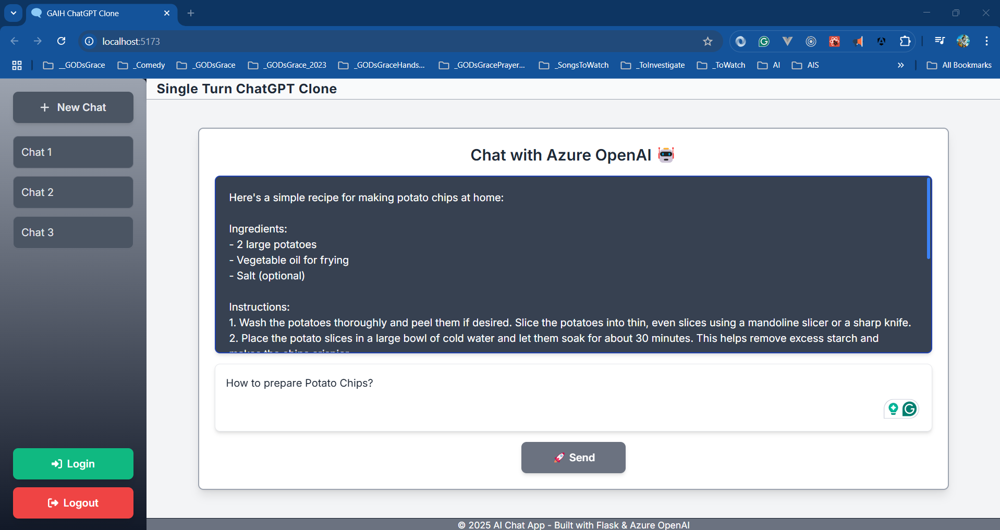 GAIH ChatGPT Clone
localhost:5173
__GODsGrace
_Comedy
_GODsGrace
_GODsGrace_2023
_GODsGraceHands...
_GODsGracePrayer...
_SongsToWatch
_ToInvestigate
_ToWatch
AI
AIS
All Bookmarks
Single Turn ChatGPT Clone
New Chat
Chat 1
Chat 2
Chat 3
Login
Logout
Chat with Azure OpenAI
Here's a simple recipe for making potato chips at home:
Ingredients:
- 2 large potatoes
- Vegetable oil for frying
- Salt (optional)
Instructions:
1. Wash the potatoes thoroughly and peel them if desired. Slice the potatoes into thin, even slices using a mandoline slicer or a sharp knife.
2. Place the potato slices in a large bowl of cold water and let them soak for about 30 minutes. This helps remove excess starch and
makes the chips crispier.
How to prepare Potato Chips?
Send
© 2025 AI Chat App - Built with Flask & Azure OpenAI